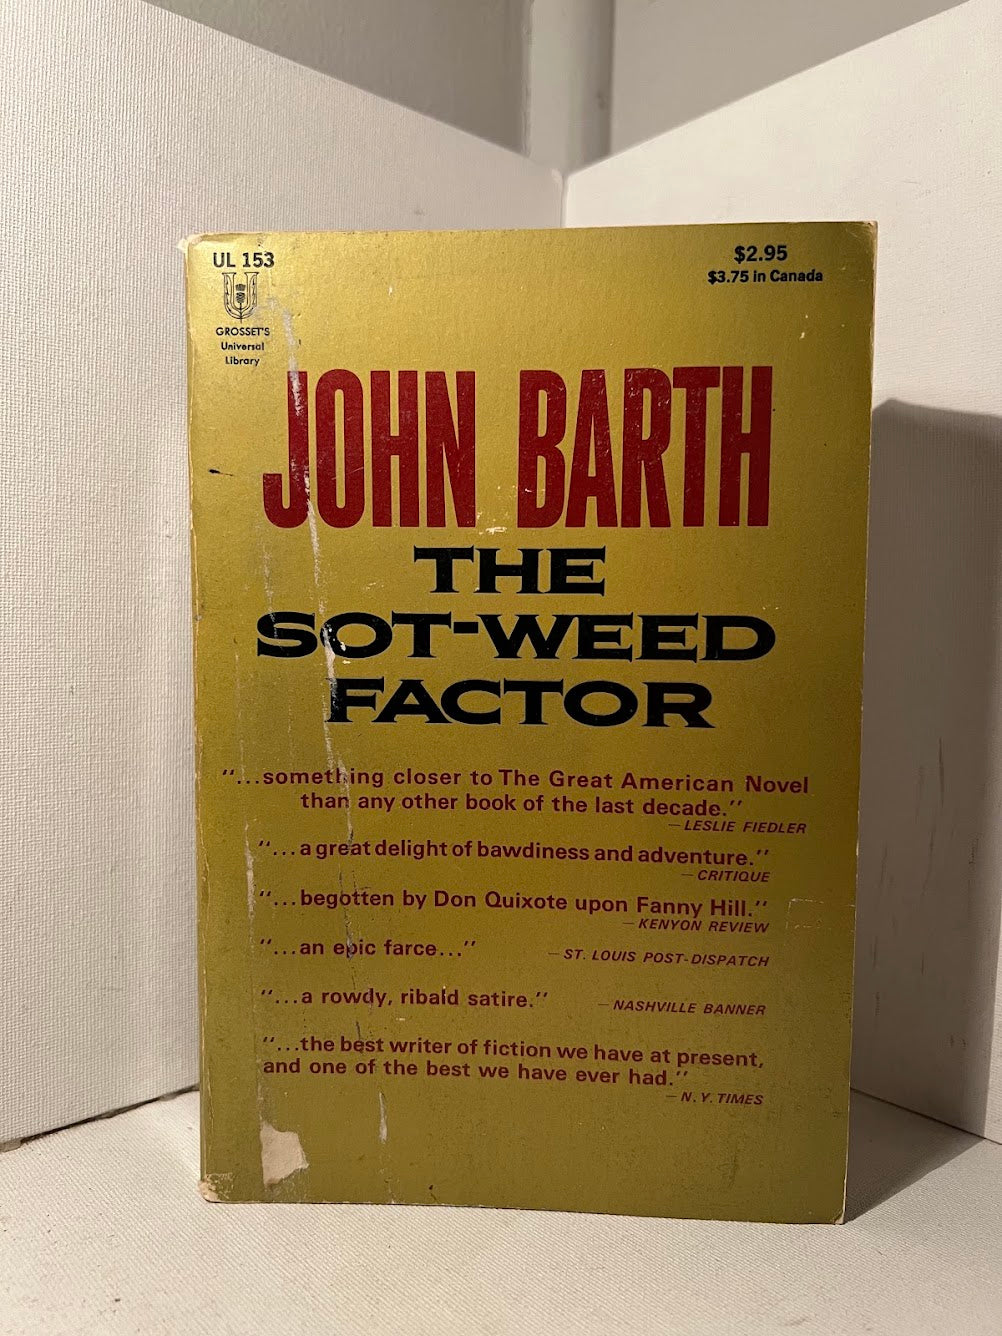 UL 153
GROSSET'S
Universal
Library
$2.95
$3.75 in Canada
JOHN BARTH
THE
SOT-WEED
FACTOR
"...something closer to The Great American Novel
than any other book of the last decade."
—LESLIE FIEDLER
"...a great delight of bawdiness and adventure."
—CRITIQUE
"...begotten by Don Quixote upon Fanny Hill."
—KENYON REVIEW
"...an epic farce..." —ST. LOUIS POST-DISPATCH
"...a rowdy, ribald satire." —NASHVILLE BANNER
"...the best writer of fiction we have at present,
and one of the best we have ever had."
—N.Y. TIMES